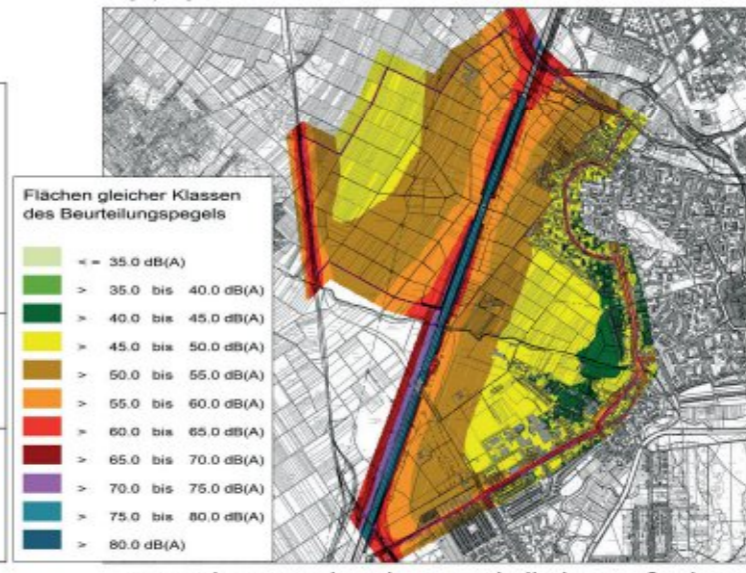 Flächen gleicher Klassen
des Beurteilungspegels
<= 35.0 dB(A)
> 35.0 bis 40.0 dB(A)
> 40.0 bis 45.0 dB(A)
> 45.0 bis 50.0 dB(A)
> 50.0 bis 55.0 dB(A)
> 55.0 bis 60.0 dB(A)
> 60.0 bis 65.0 dB(A)
> 65.0 bis 70.0 dB(A)
> 70.0 bis 75.0 dB(A)
> 75.0 bis 80.0 dB(A)
> 80.0 dB(A)